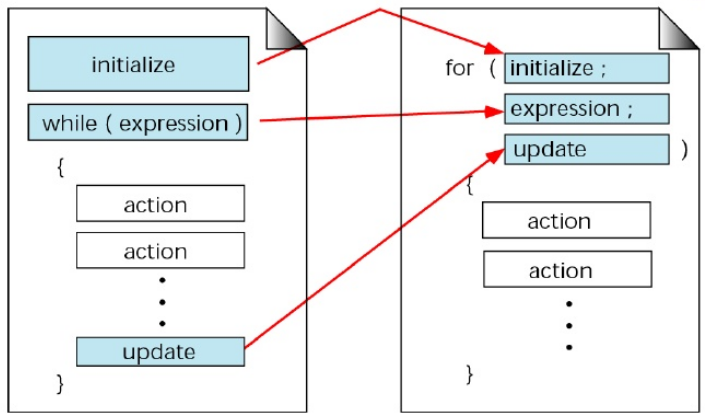 initialize
while ( expression )
{
action
action
update
}
for ( initialize ;
expression ;
update )
{
action
action
}